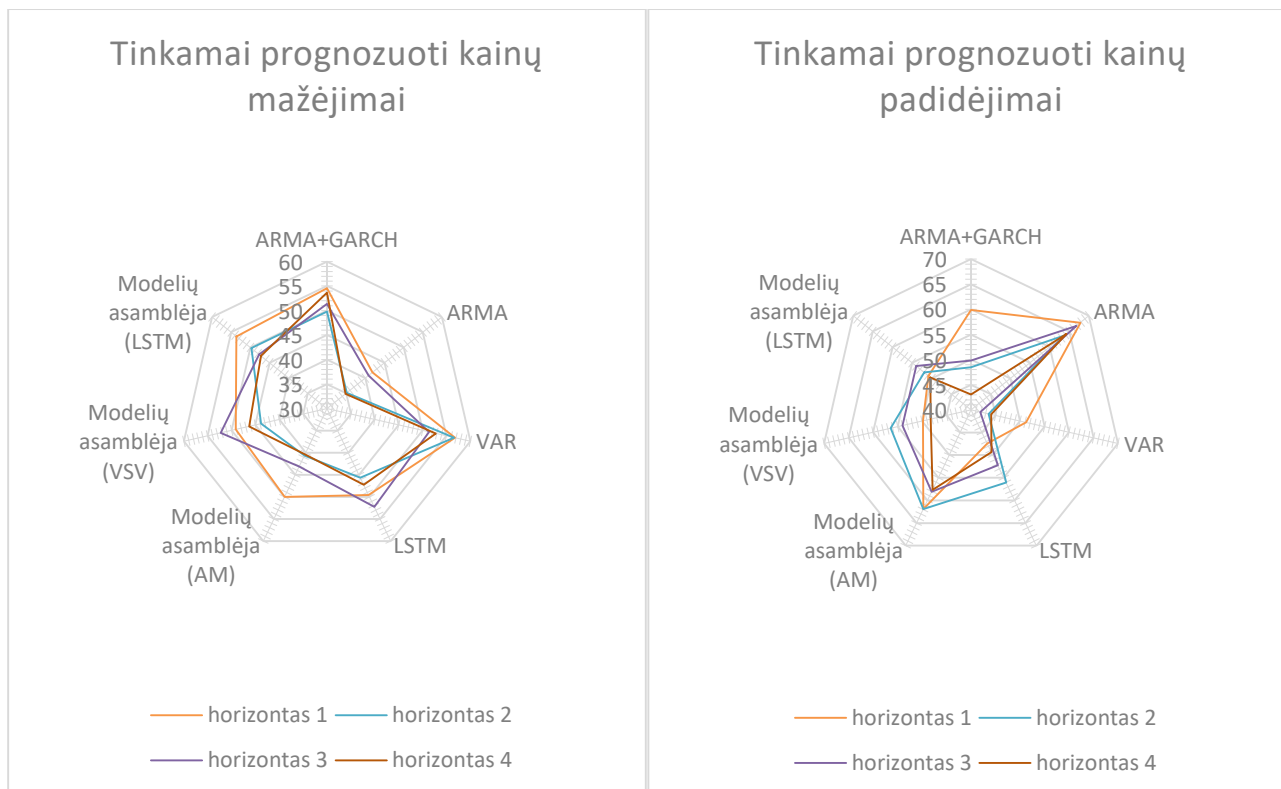 Tinkamai prognozuoti kainų
mažėjimai
ARMA+GARCH
60
55
50
45
40
35
30
ARMA
VAR
LSTM
Modelių
asamblėja
(AM)
Modelių
asamblėja
(VSV)
Modelių
asamblėja
(LSTM)
horizontas 1
horizontas 2
horizontas 3
horizontas 4
Tinkamai prognozuoti kainų
padidėjimai
ARMA+GARCH
70
65
60
55
50
45
40
ARMA
VAR
LSTM
Modelių
asamblėja
(AM)
Modelių
asamblėja
(VSV)
Modelių
asamblėja
(LSTM)
horizontas 1
horizontas 2
horizontas 3
horizontas 4